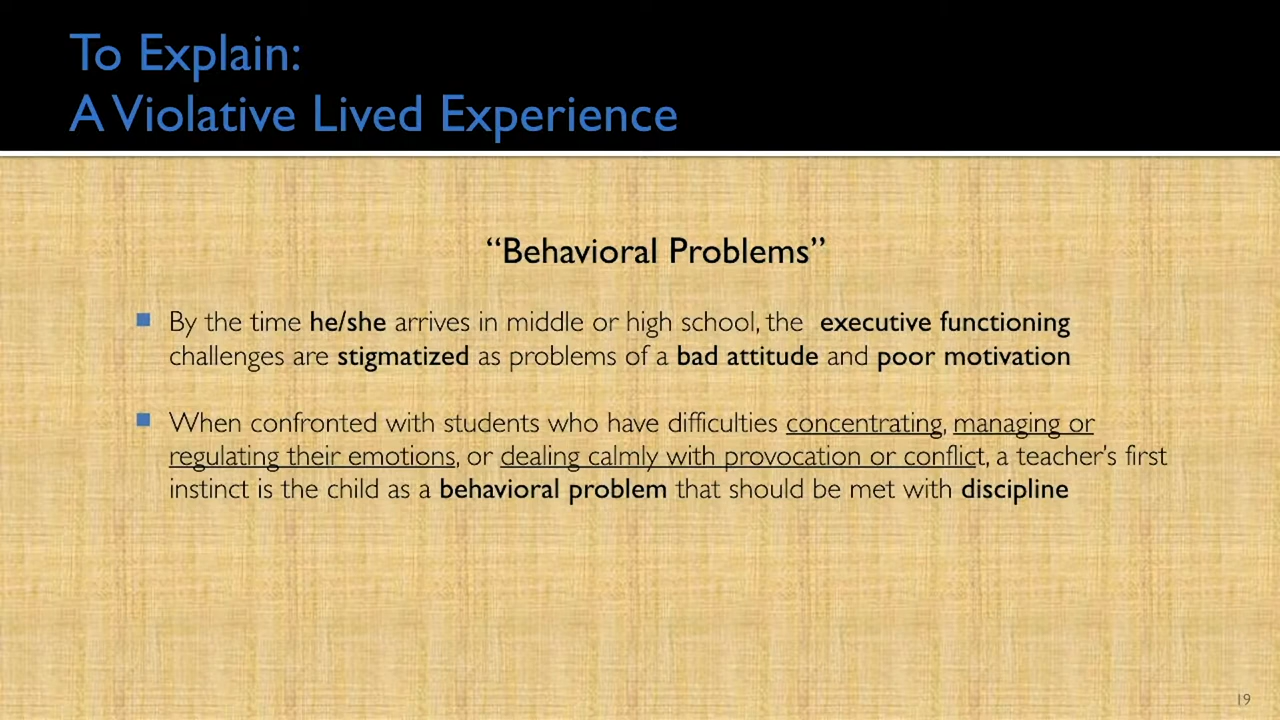 To Explain:
A Violative Lived Experience
“Behavioral Problems”
By the time he/she arrives in middle or high school, the executive functioning
challenges are stigmatized as problems of a bad attitude and poor motivation
When confronted with students who have difficulties concentrating, managing or
regulating their emotions, or dealing calmly with provocation or conflict, a teacher’s first
instinct is the child as a behavioral problem that should be met with discipline
19